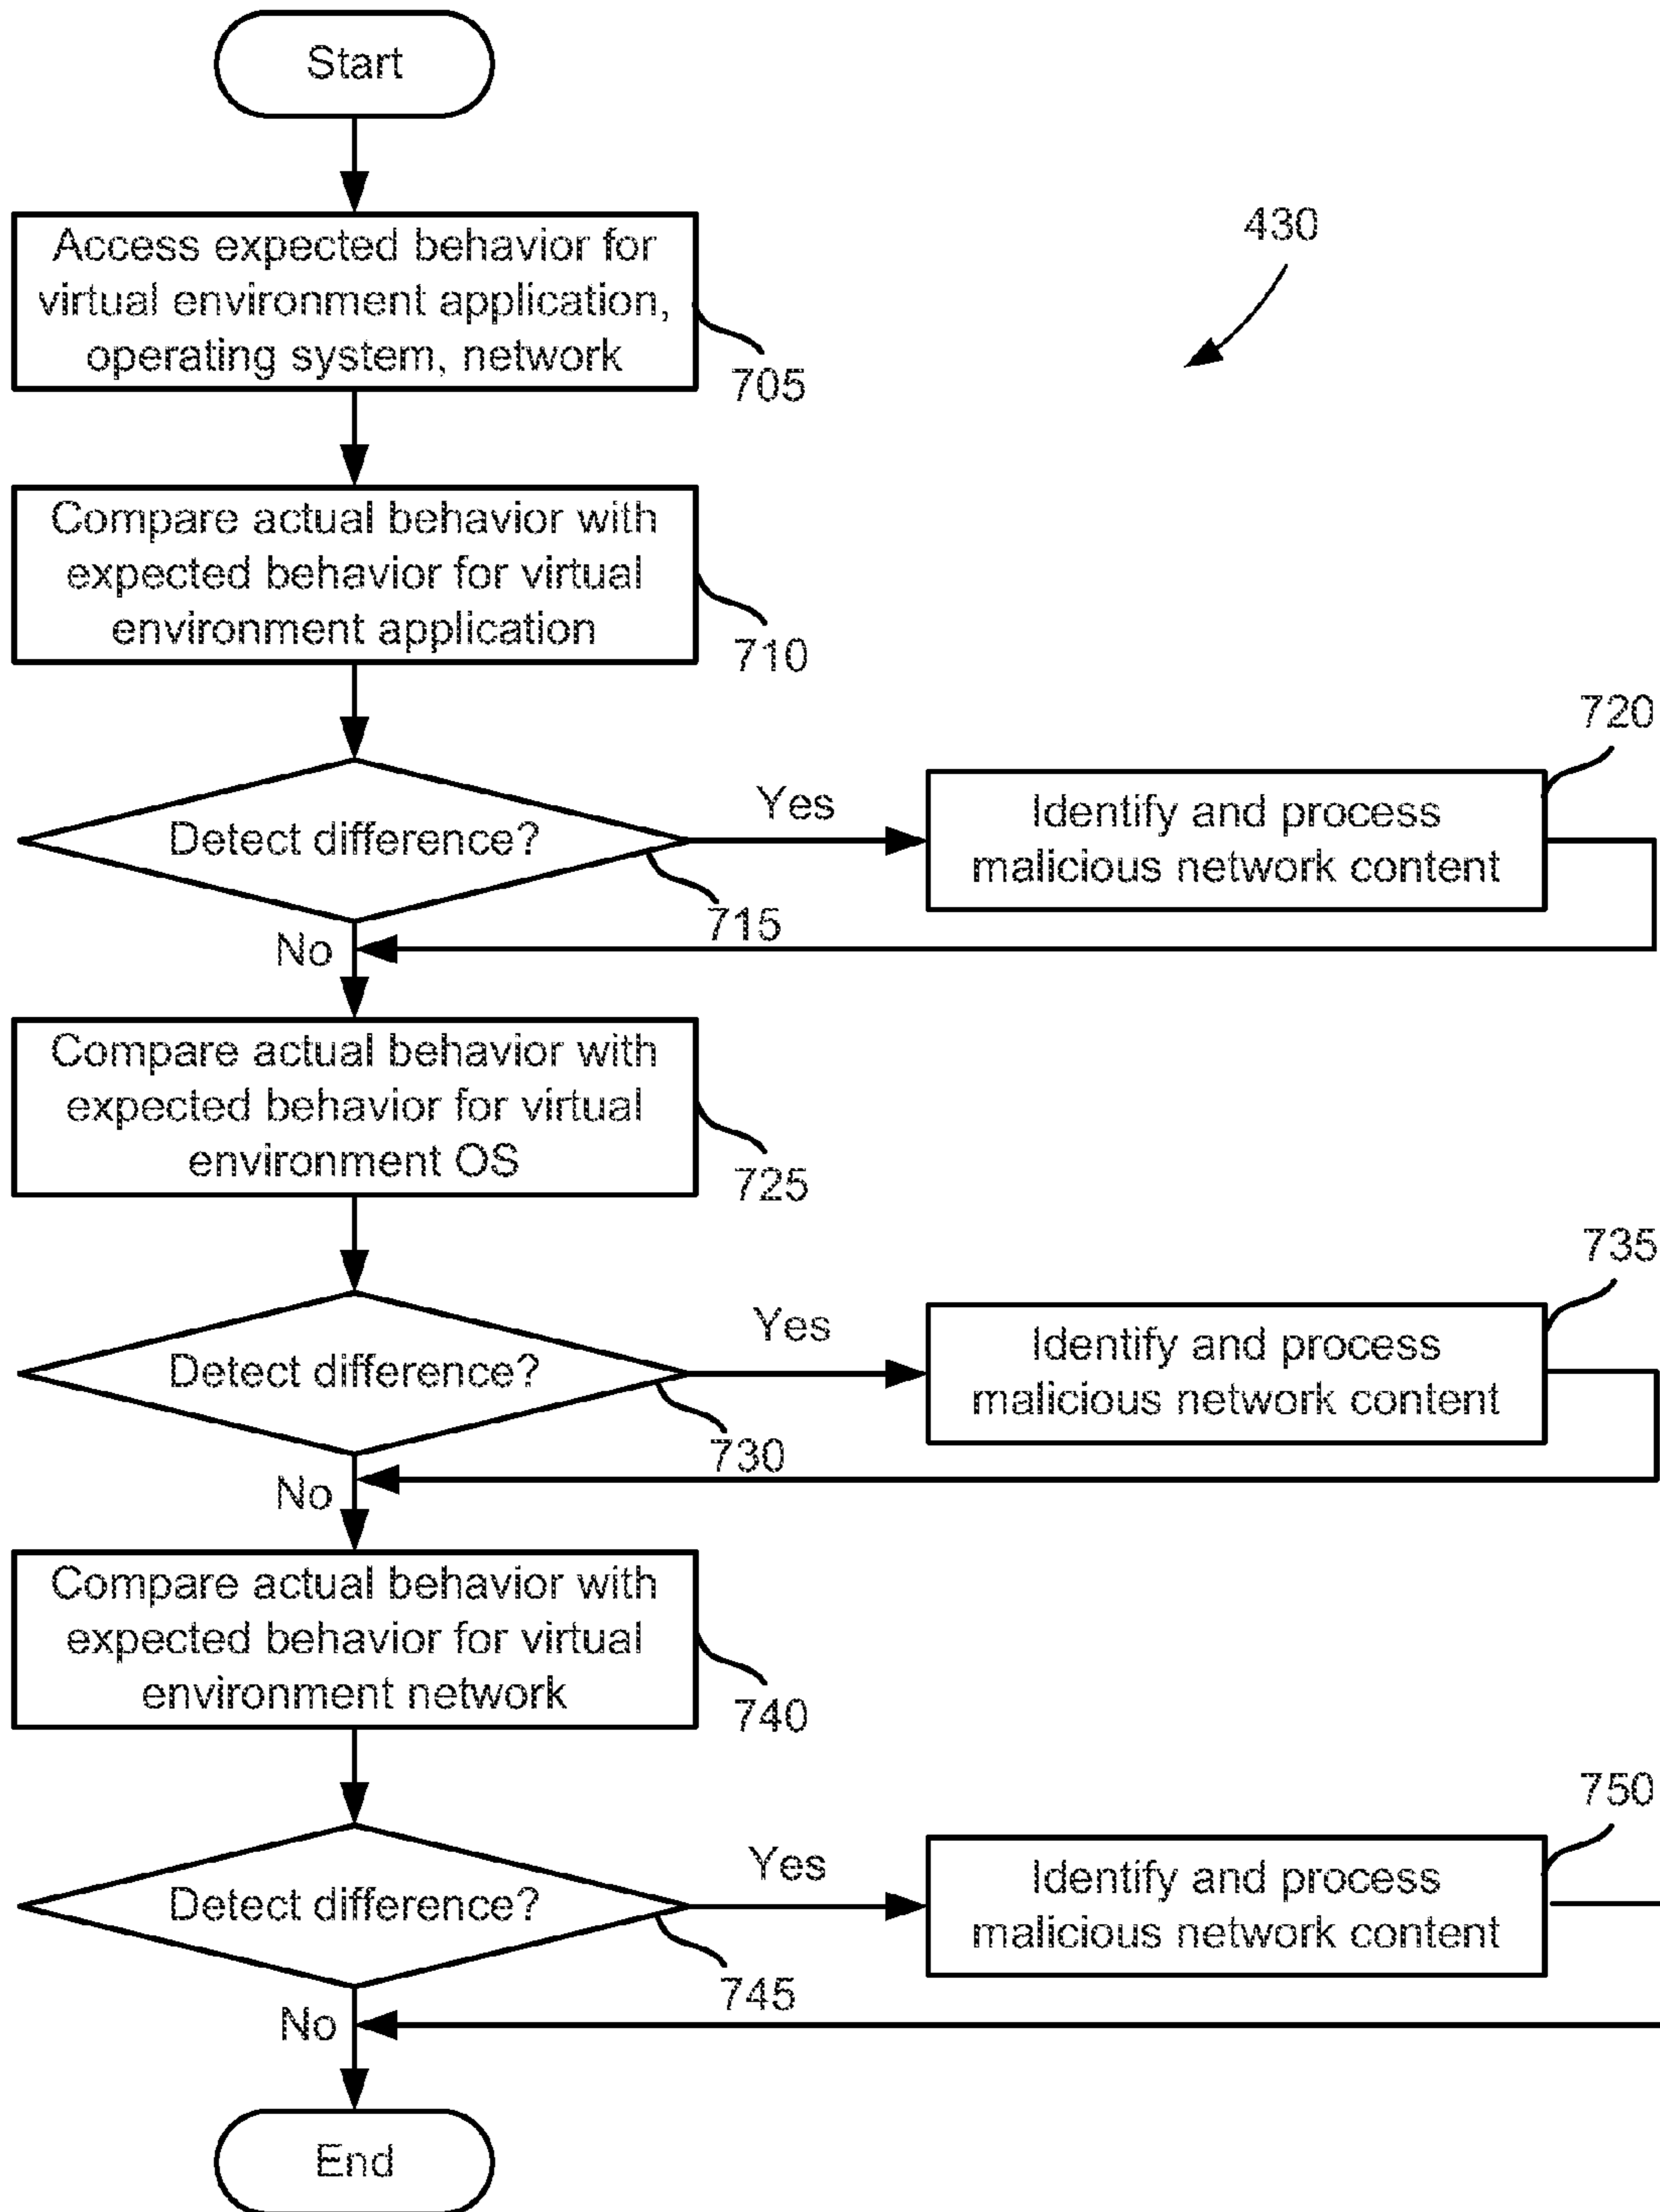 Start
430
Access expected behavior for
virtual environment application,
operating system, network
705
Compare actual behavior with
expected behavior for virtual
environment application
710
720
Detect difference?
Yes
Identify and process
malicious network content
715
No
Compare actual behavior with
expected behavior for virtual
environment OS
725
735
Detect difference?
Yes
Identify and process
malicious network content
730
No
Compare actual behavior with
expected behavior for virtual
environment network
740
750
Detect difference?
Yes
Identify and process
malicious network content
745
No
End